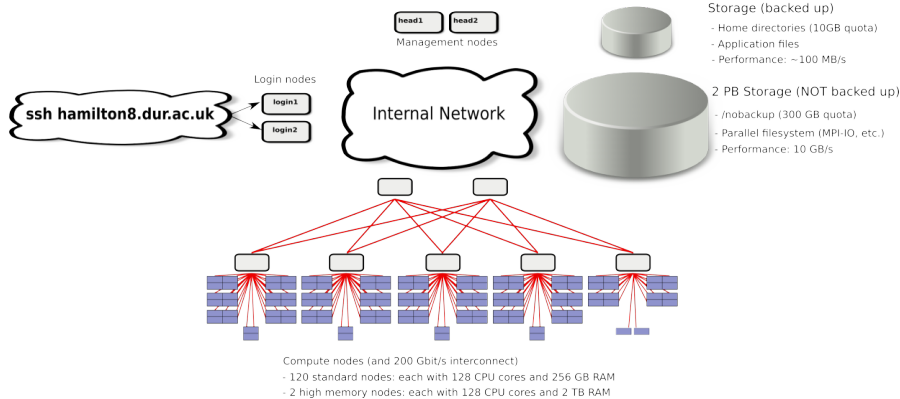 Storage (backed up)
- Home directories (10GB quota)
- Application files
- Performance: ~100 MB/s
head1
head2
Management nodes
Login nodes
login1
login2
ssh hamilton8.dur.ac.uk
Internal Network
2 PB Storage (NOT backed up)
- /nobackup (300 GB quota)
- Parallel filesystem (MPI-IO, etc.)
- Performance: 10 GB/s
Compute nodes (and 200 Gbit/s interconnect)
- 120 standard nodes: each with 128 CPU cores and 256 GB RAM
- 2 high memory nodes: each with 128 CPU cores and 2 TB RAM